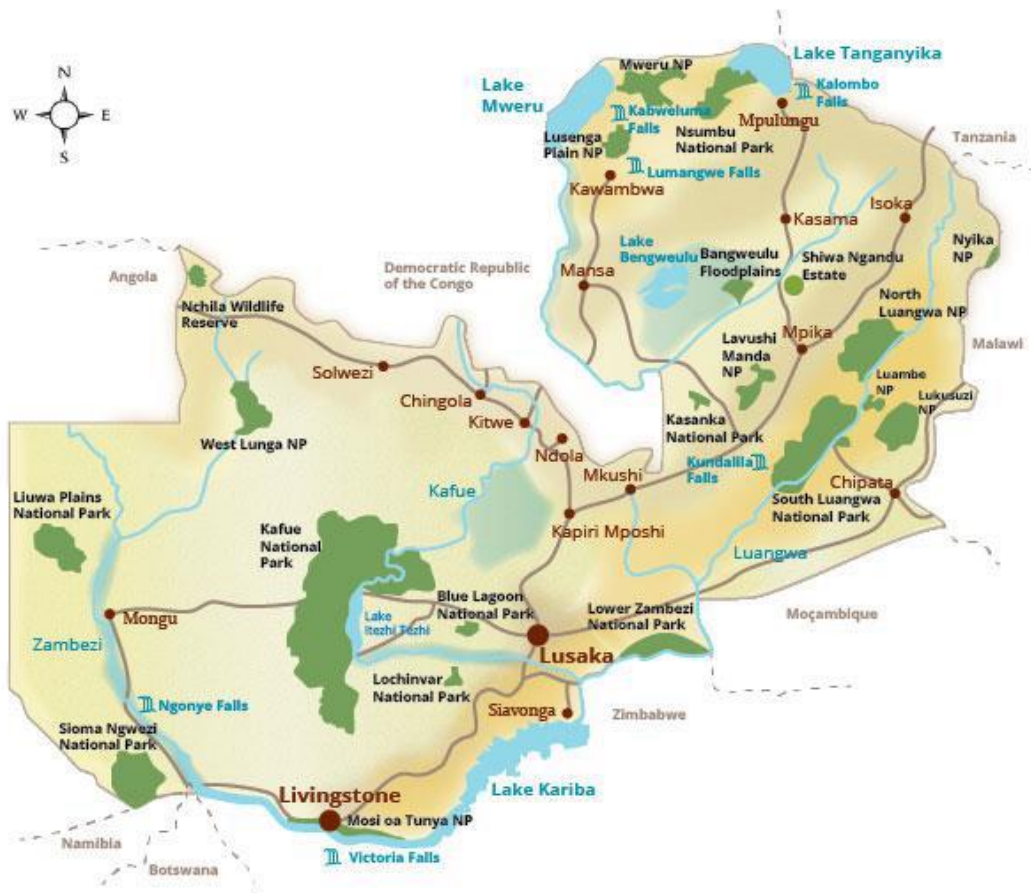 Lake Tanganyika
Mweru NP
Lake
Mweru
Kalombo
Falls
Kabweluma
Falls
Mpulungu
Nsumbu
National Park
Lusenga
Plain NP
Tanzania
Lumangwe Falls
Kawambwa
N
W
E
S
Kasama
Isoka
Lake
Bengweulu
Bangweulu
Floodplains
Shiwa Ngandu
Estate
Nyika
NP
Angola
Democratic Republic
of the Congo
Mansa
North
Luangwa NP
Nchila Wildlife
Reserve
Mpika
Lavushi
Manda
NP
Malawi
Solwezi
Luambe
NP
Lukusuzi
NP
Chingola
Kitwe
Kasanka
National Park
West Lunga NP
Ndola
Kundalila
Falls
Mkushi
Kafue
Chipata
Liuwa Plains
National Park
South Luangwa
National Park
Kafue
National
Park
Kapiri Mposhi
Luangwa
Blue Lagoon
National Park
Lower Zambezi
National Park
Moçambique
Mongu
Lake
Itezhi Tezhi
Zambezi
Lusaka
Lochinvar
National Park
Ngonye Falls
Siavonga
Zimbabwe
Sioma Ngwezi
National Park
Livingstone
Lake Kariba
Mosi oa Tunya NP
Namibia
Victoria Falls
Botswana